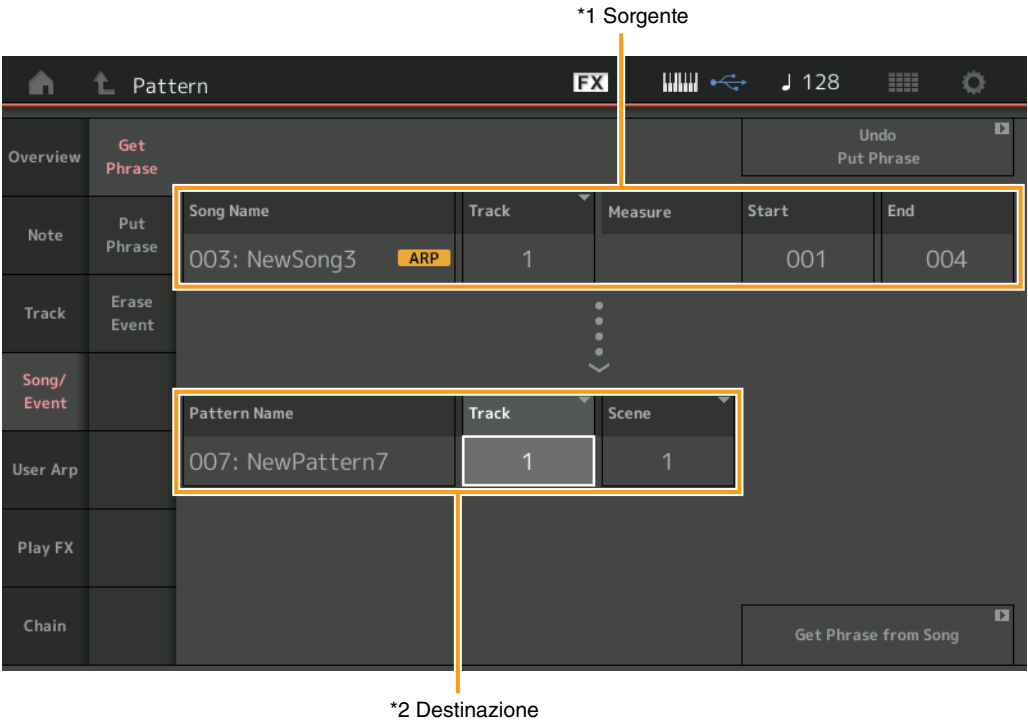 *1 Sorgente
Pattern
FX
♩ 128
Overview
Get
Phrase
Undo
Put Phrase
Note
Put
Phrase
Song Name
Track
Measure
Start
End
003: NewSong3
ARP
1
001
004
Track
Erase
Event
Song/
Event
Pattern Name
Track
Scene
007: NewPattern7
1
1
User Arp
Play FX
Chain
Get Phrase from Song
*2 Destinazione